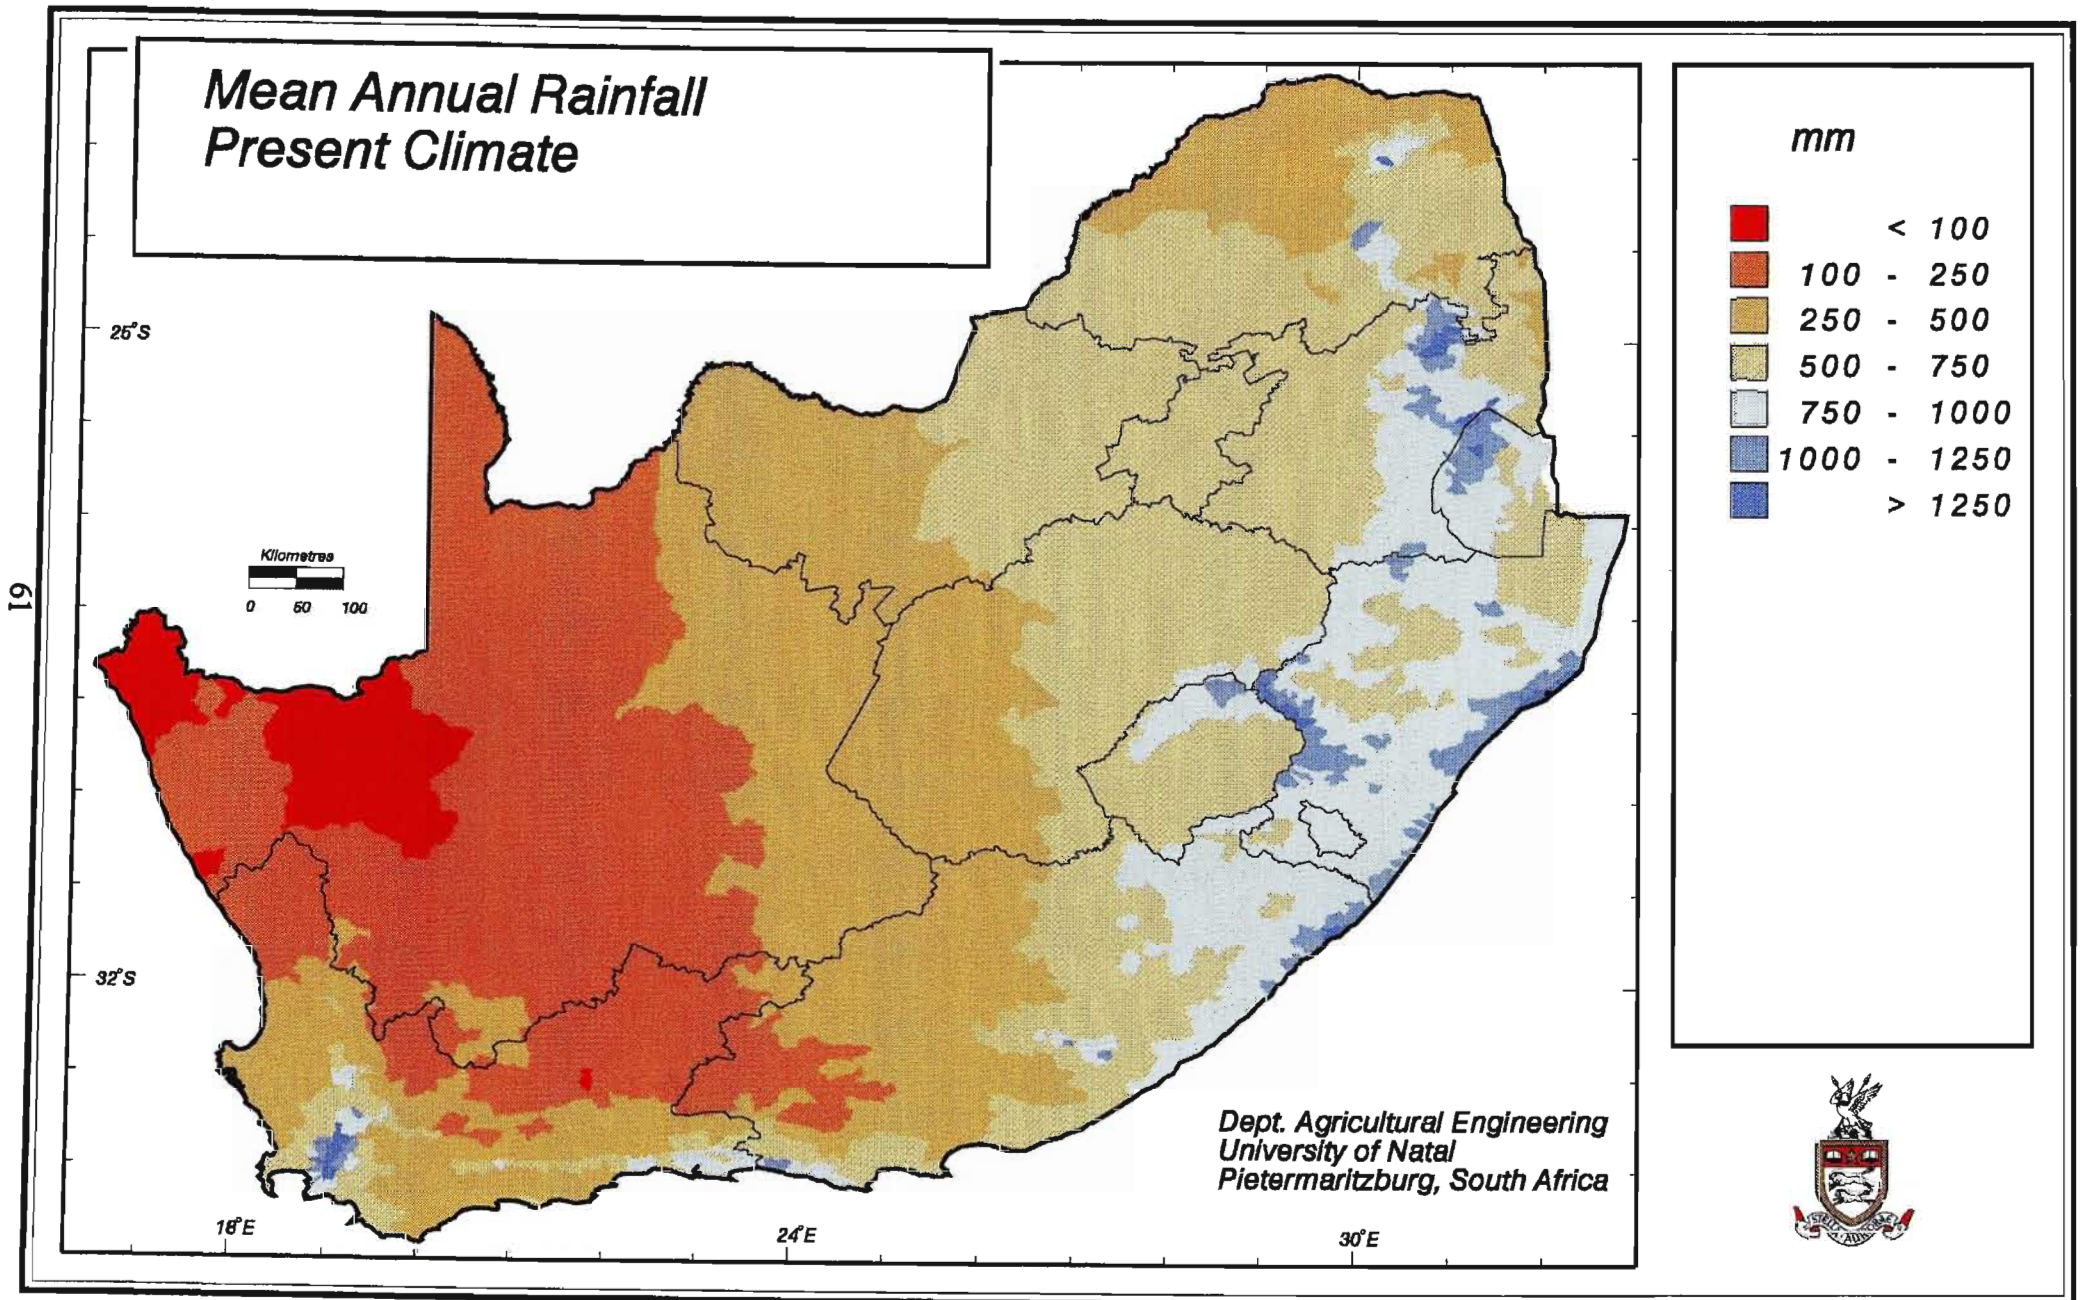 Mean Annual Rainfall
Present Climate
mm
< 100
100 - 250
250 - 500
500 - 750
750 - 1000
1000 - 1250
> 1250
25°S
Kilometres
0 50 100
61
32°S
Dept. Agricultural Engineering
University of Natal
Pietermaritzburg, South Africa
18°E
24°E
30°E